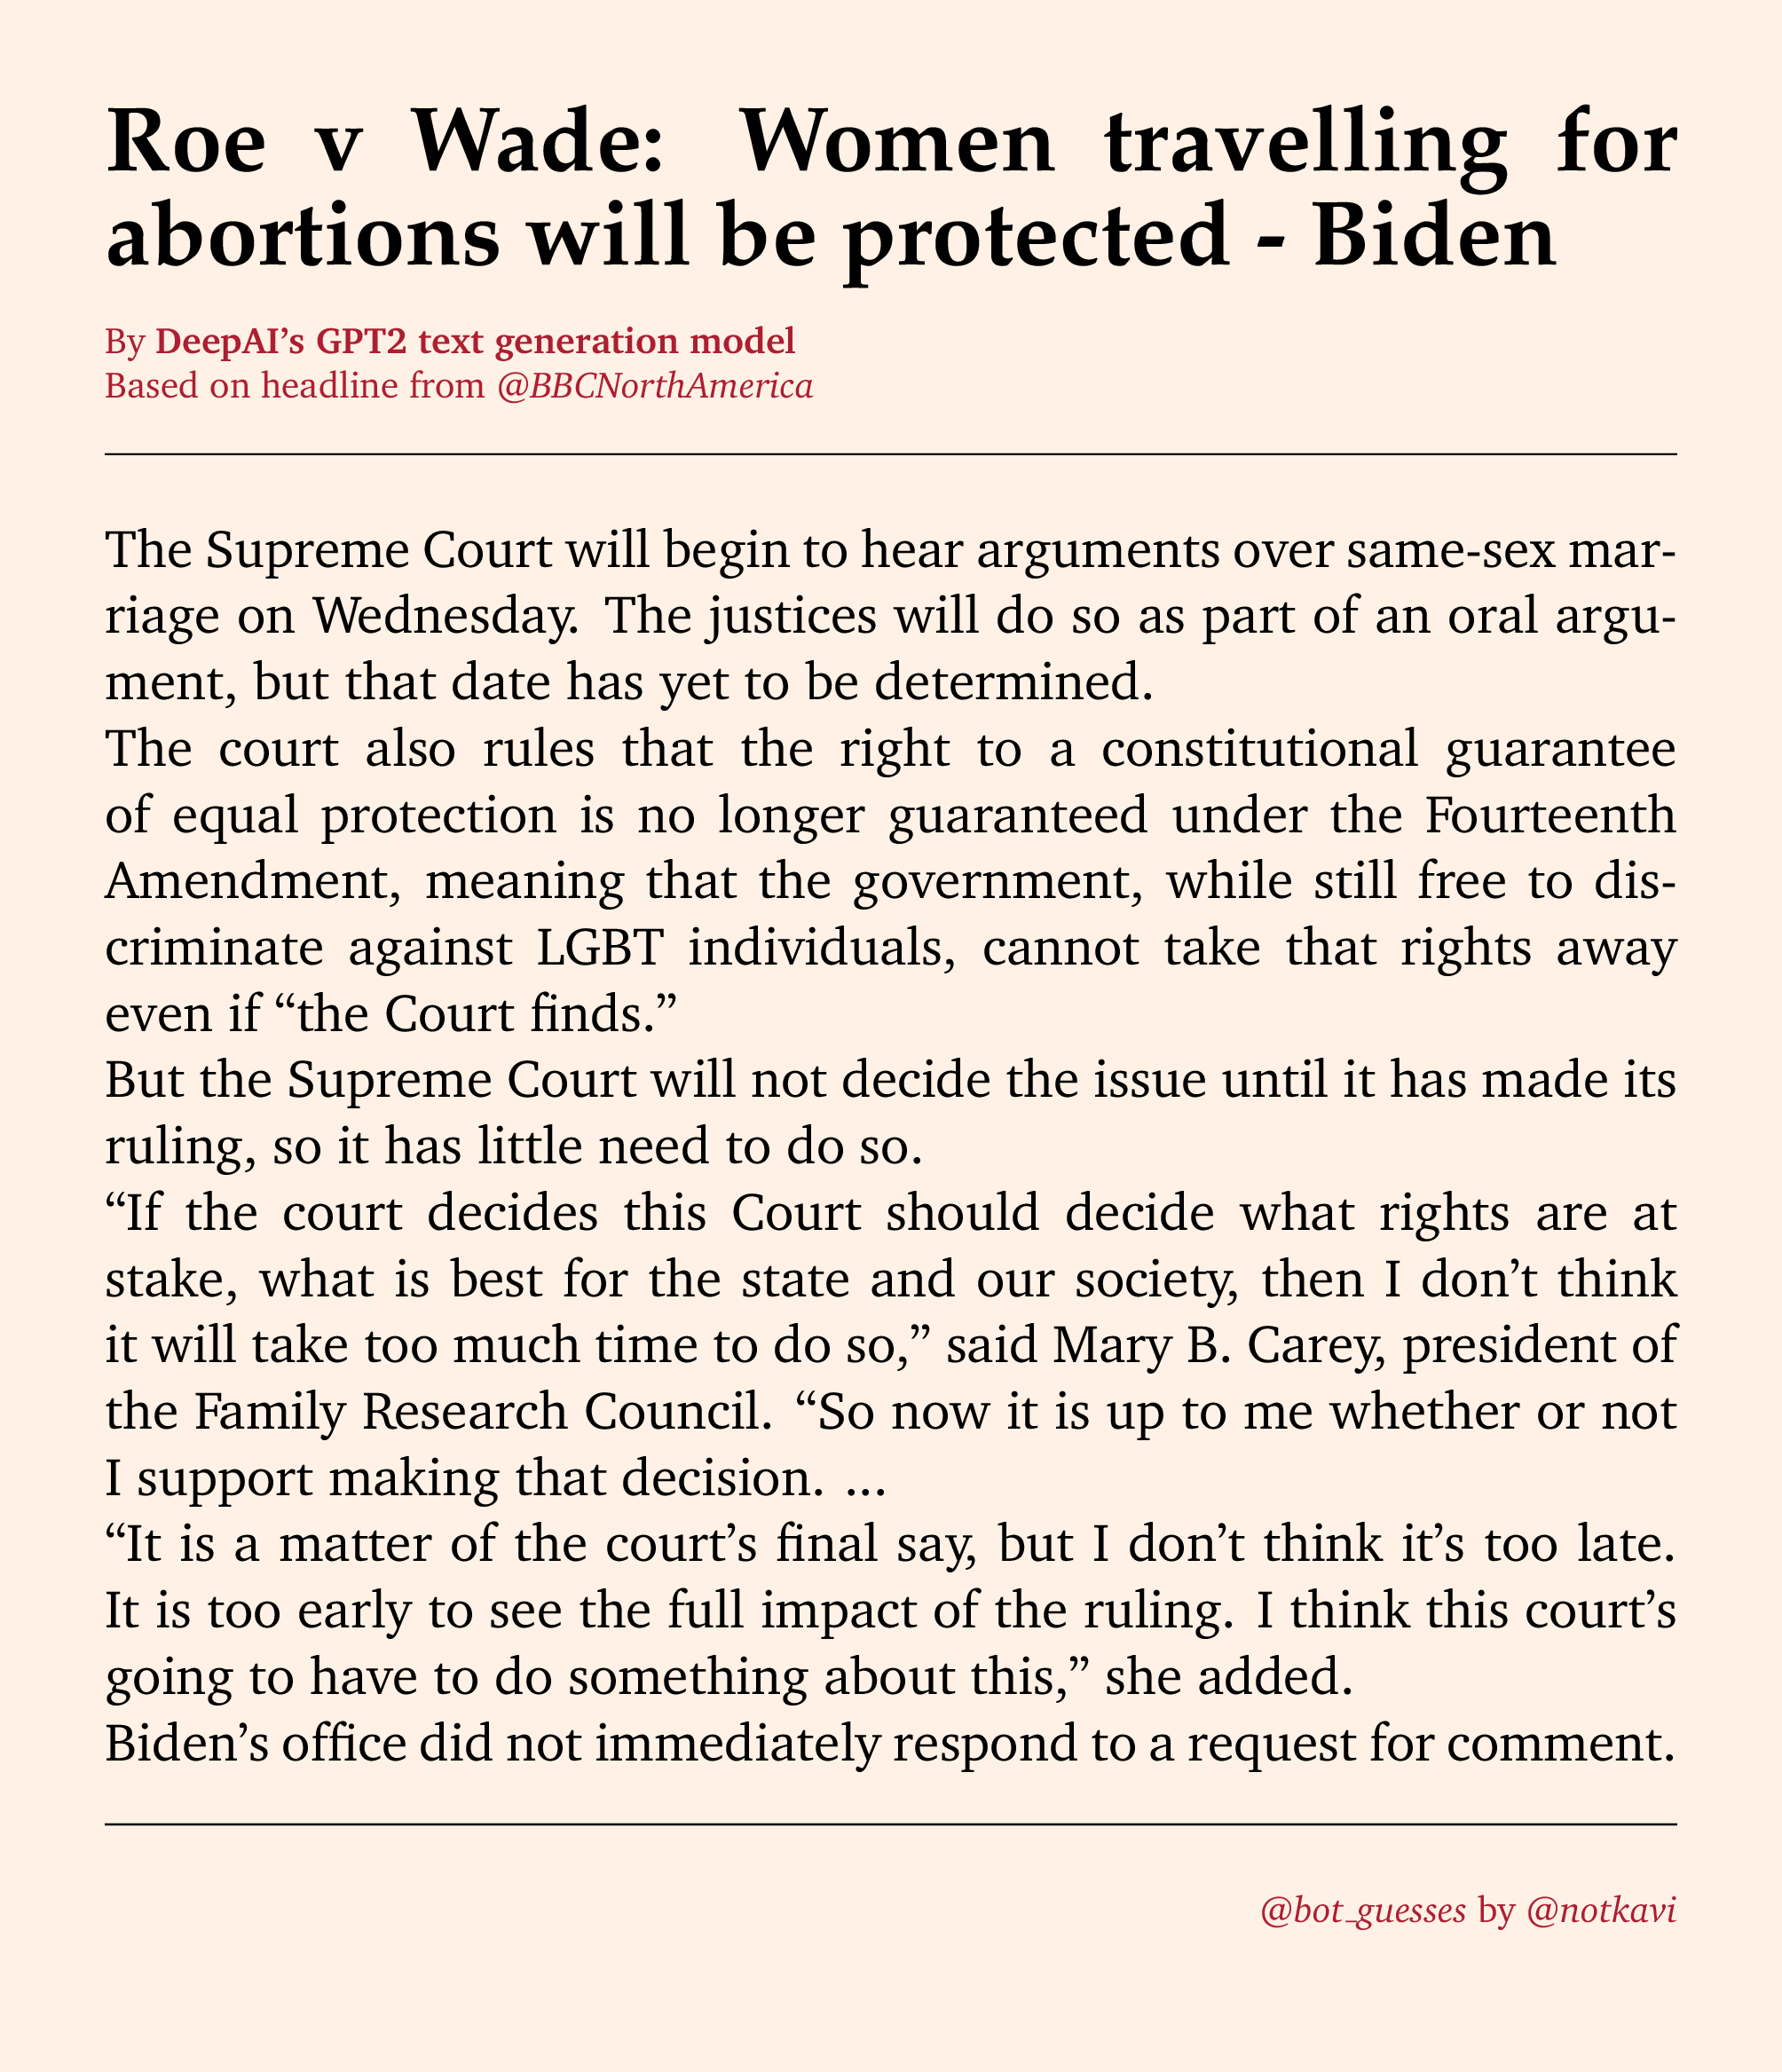 Roe v Wade: Women travelling for
abortions will be protected - Biden
By DeepAI’s GPT2 text generation model
Based on headline from @BBCNorthAmerica
The Supreme Court will begin to hear arguments over same-sex mar-
riage on Wednesday. The justices will do so as part of an oral argu-
ment, but that date has yet to be determined.
The court also rules that the right to a constitutional guarantee
of equal protection is no longer guaranteed under the Fourteenth
Amendment, meaning that the government, while still free to dis-
criminate against LGBT individuals, cannot take that rights away
even if “the Court finds.”
But the Supreme Court will not decide the issue until it has made its
ruling, so it has little need to do so.
“If the court decides this Court should decide what rights are at
stake, what is best for the state and our society, then I don’t think
it will take too much time to do so,” said Mary B. Carey, president of
the Family Research Council. “So now it is up to me whether or not
I support making that decision. ...
“It is a matter of the court’s final say, but I don’t think it’s too late.
It is too early to see the full impact of the ruling. I think this court’s
going to have to do something about this,” she added.
Biden’s office did not immediately respond to a request for comment.
@bot_guesses by @notkavi